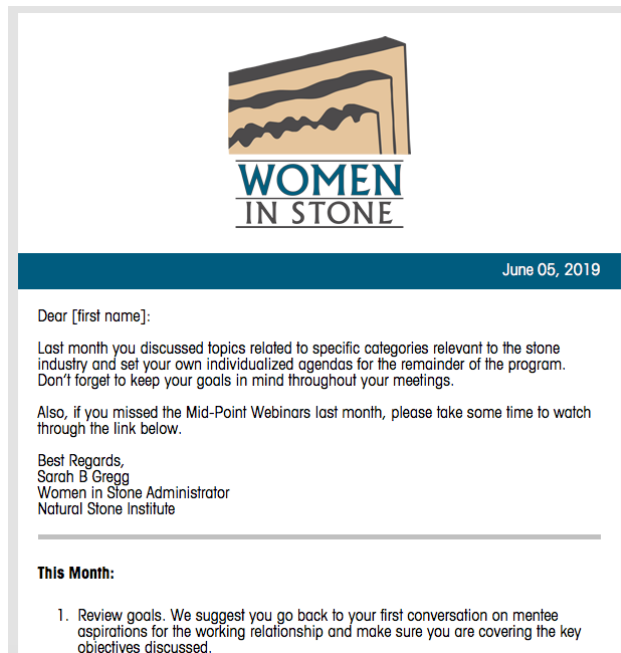 WOMEN
IN STONE
June 05, 2019
Dear [first name]:
Last month you discussed topics related to specific categories relevant to the stone
industry and set your own individualized agendas for the remainder of the program.
Don't forget to keep your goals in mind throughout your meetings.
Also, if you missed the Mid-Point Webinars last month, please take some time to watch
through the link below.
Best Regards,
Sarah B Gregg
Women in Stone Administrator
Natural Stone Institute
This Month:
1. Review goals. We suggest you go back to your first conversation on mentee
aspirations for the working relationship and make sure you are covering the key
objectives discussed.